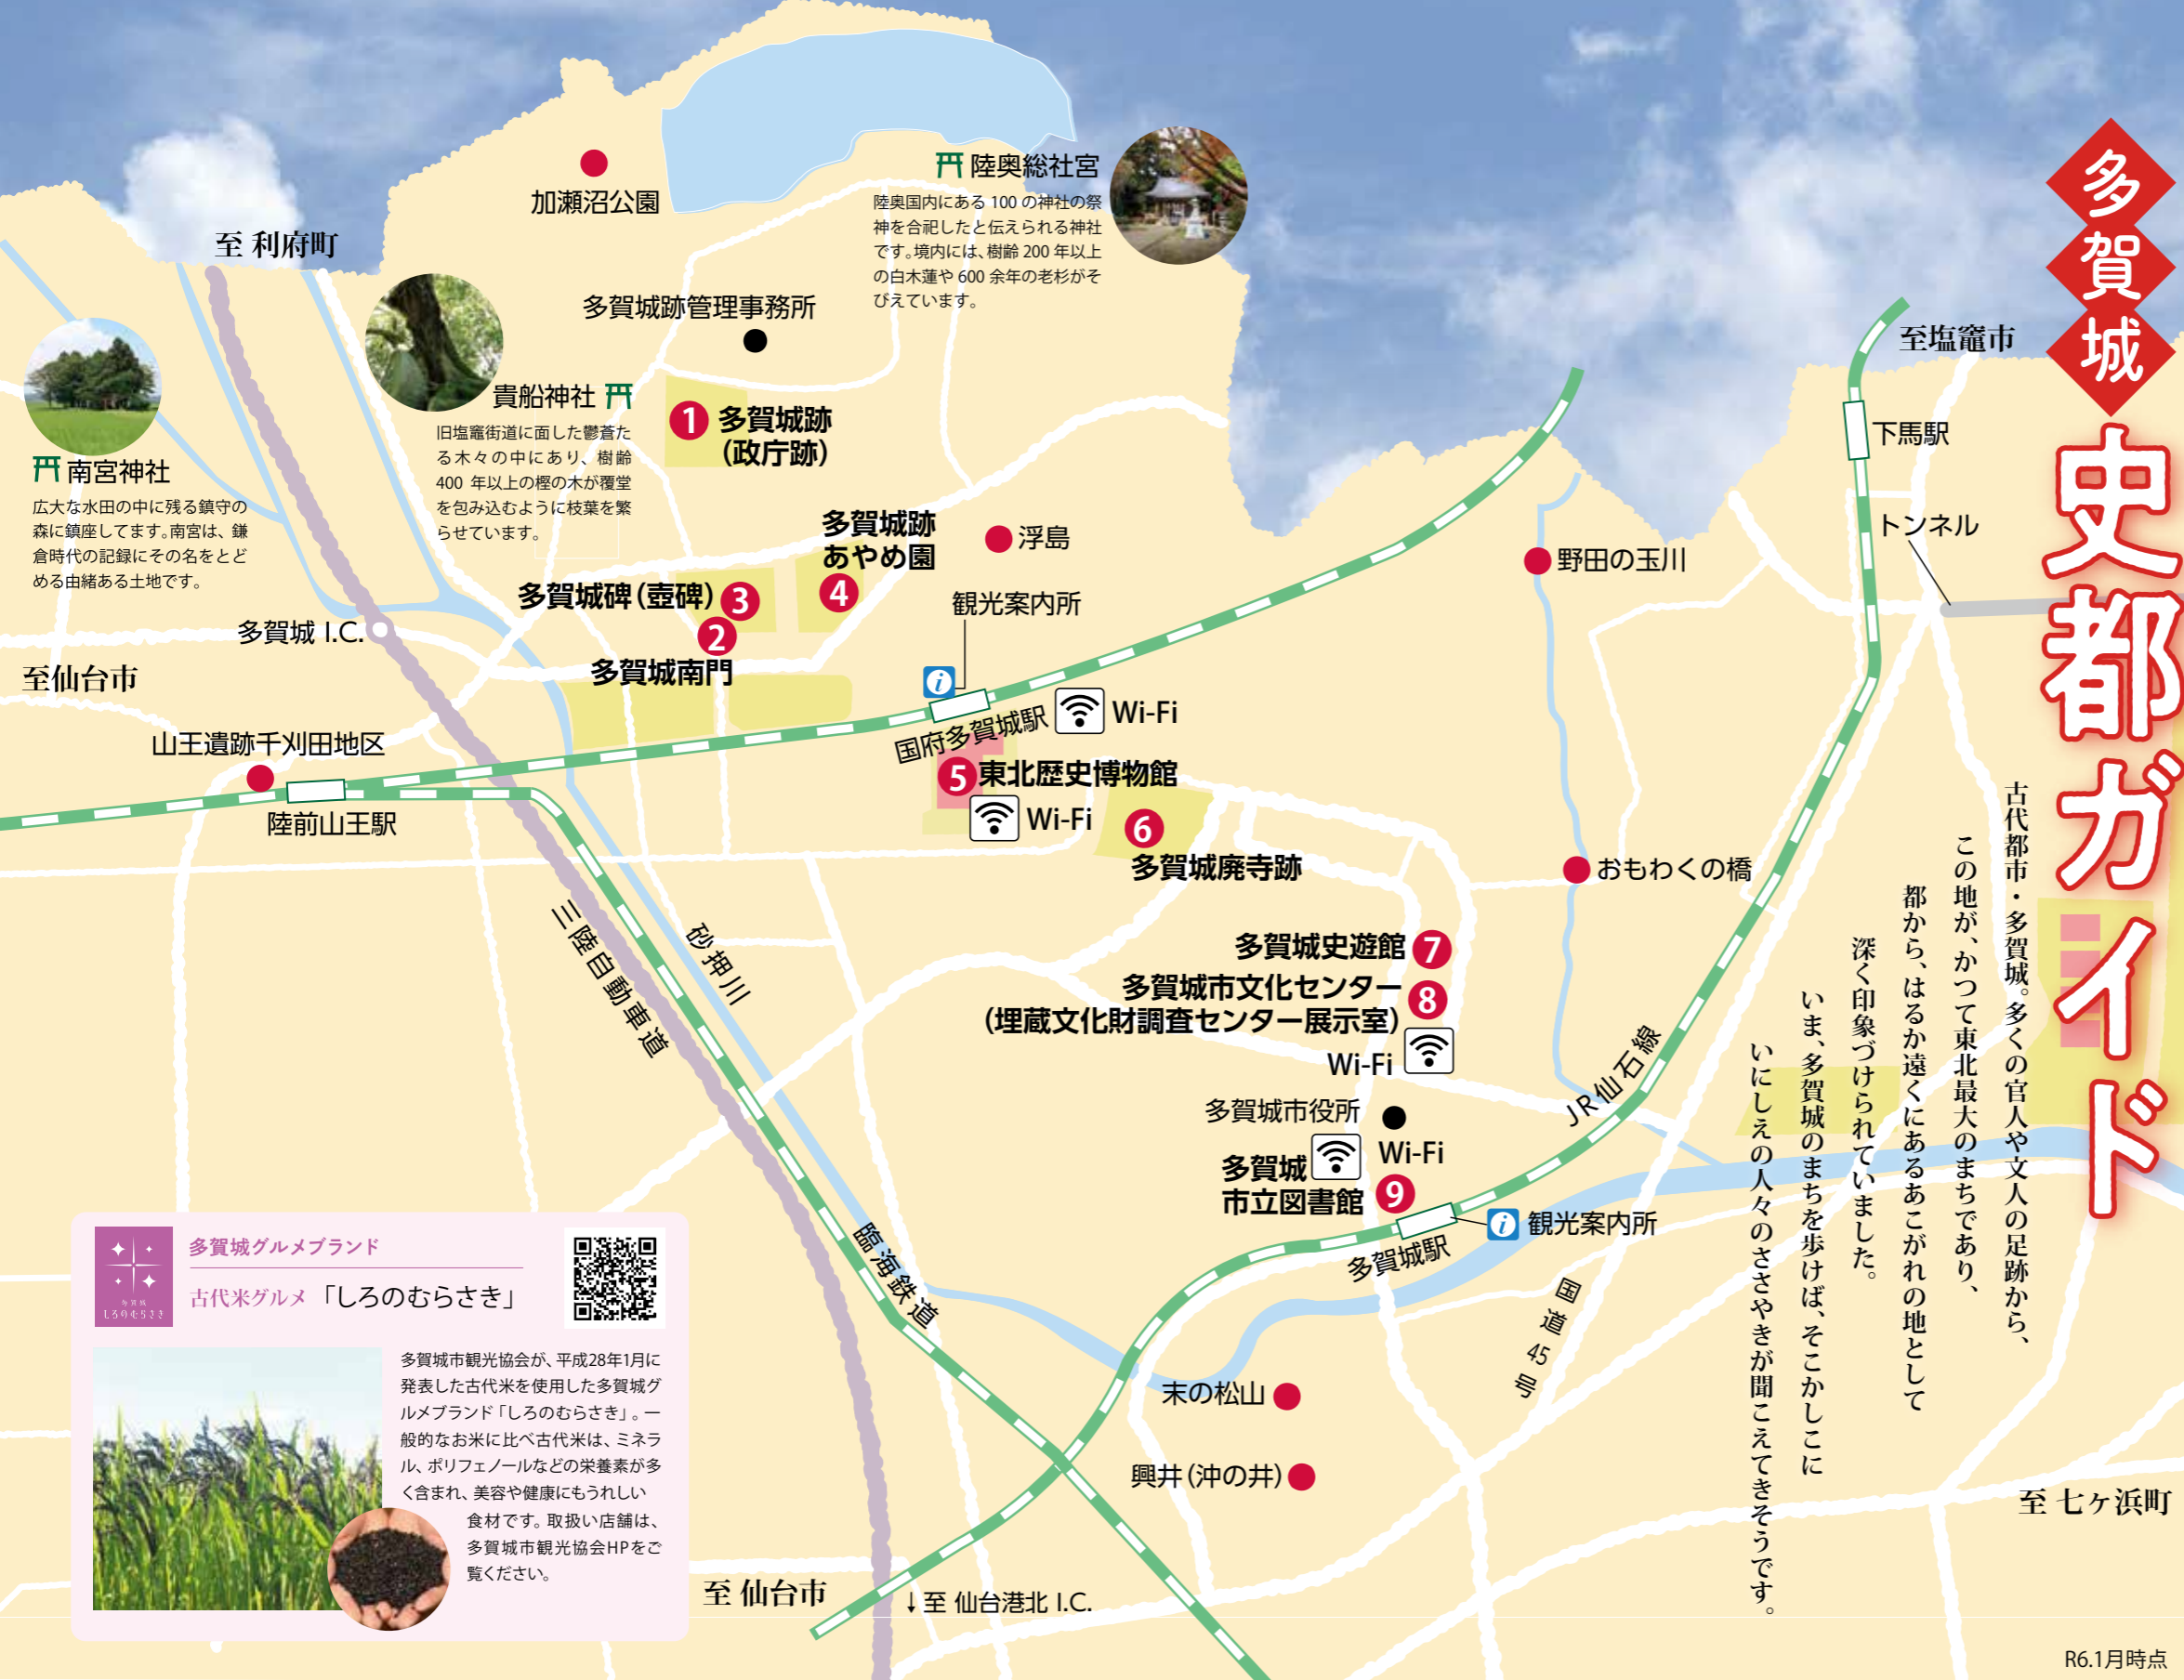 多賀城
史都ガイド
古代都市・多賀城。多くの官人や文人の足跡から、
この地が、かつて東北最大のまちであり、
都から、はるか遠くにあるあこがれの地として
深く印象づけられていました。
いま、多賀城のまちを歩けば、そこかしこに
いにしえの人々のささやきが聞こえてきそうです。
加瀬沼公園
陸奥総社宮
陸奥国内にある 100 の神社の祭
神を合祀したと伝えられる神社
です。境内には、樹齢 200 年以上
の白木蓮や 600 余年の老杉がそ
びえています。
至 利府町
多賀城跡管理事務所
至塩竈市
下馬駅
トンネル
貴船神社
旧塩竈街道に面した鬱蒼た
る木々の中にあり、樹齢
400 年以上の樫の木が覆堂
を包み込むように枝葉を繁
らせています。
1 多賀城跡
(政庁跡)
南宮神社
広大な水田の中に残る鎮守の
森に鎮座してます。南宮は、鎌
倉時代の記録にその名をとど
める由緒ある土地です。
多賀城跡
あやめ園
4
浮島
野田の玉川
多賀城碑(壺碑) 3
2
多賀城南門
観光案内所
i
多賀城 I.C.
至仙台市
国府多賀城駅
Wi-Fi
山王遺跡千刈田地区
陸前山王駅
5 東北歴史博物館
Wi-Fi
6
多賀城廃寺跡
おもわくの橋
三陸自動車道
砂押川
多賀城史遊館 7
多賀城市文化センター 8
(埋蔵文化財調査センター展示室)
Wi-Fi
JR仙石線
多賀城市役所
Wi-Fi
多賀城
市立図書館 9
多賀城駅
i 観光案内所
臨海鉄道
国道45号
末の松山
興井(沖の井)
至 七ヶ浜町
至 仙台市
↓至 仙台港北 I.C.
多賀城
しろのむらさき
多賀城グルメブランド
古代米グルメ 「しろのむらさき」
多賀城市観光協会が、平成28年1月に
発表した古代米を使用した多賀城グ
ルメブランド「しろのむらさき」。一
般的なお米に比べ古代米は、ミネラ
ル、ポリフェノールなどの栄養素が多
く含まれ、美容や健康にもうれしい
食材です。取扱い店舗は、
多賀城市観光協会HPをご
覧ください。
R6.1月時点